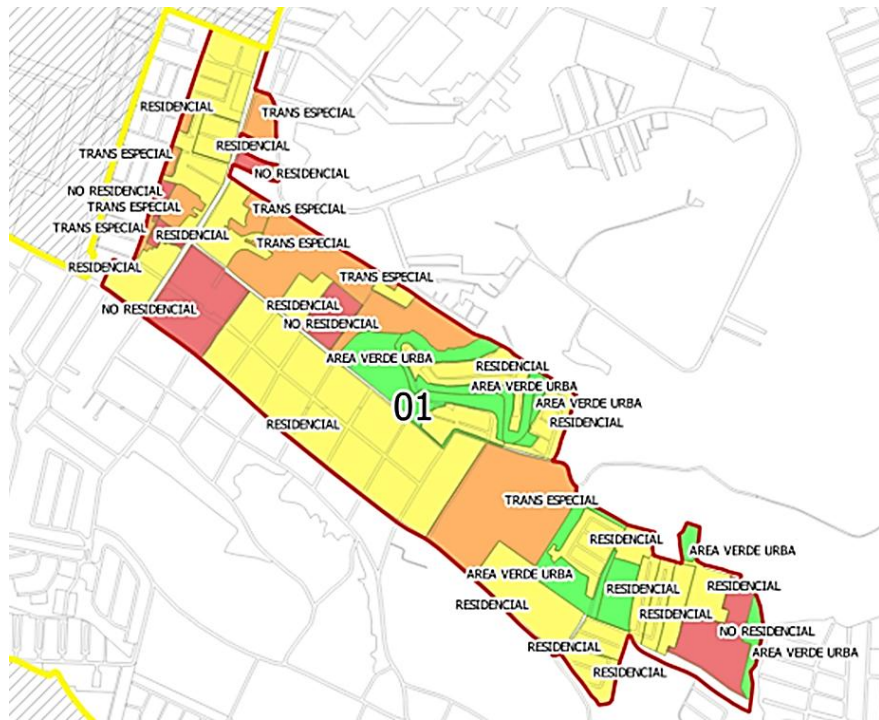 RESIDENCIAL
TRANS ESPECIAL
RESIDENCIAL
TRANS ESPECIAL
NO RESIDENCIAL
NO RESIDENCIAL
TRANS ESPECIAL
TRANS ESPECIAL
TRANS ESPECIAL
RESIDENCIAL
TRANS ESPECIAL
RESIDENCIAL
TRANS ESPECIAL
NO RESIDENCIAL
RESIDENCIAL
NO RESIDENCIAL
AREA VERDE URBA
RESIDENCIAL
AREA VERDE URBA
AREA VERDE URBA
01
RESIDENCIAL
RESIDENCIAL
TRANS ESPECIAL
RESIDENCIAL
AREA VERDE URBA
AREA VERDE URBA
RESIDENCIAL
RESIDENCIAL
RESIDENCIAL
RESIDENCIAL
NO RESIDENCIAL
RESIDENCIAL
AREA VERDE URBA
RESIDENCIAL